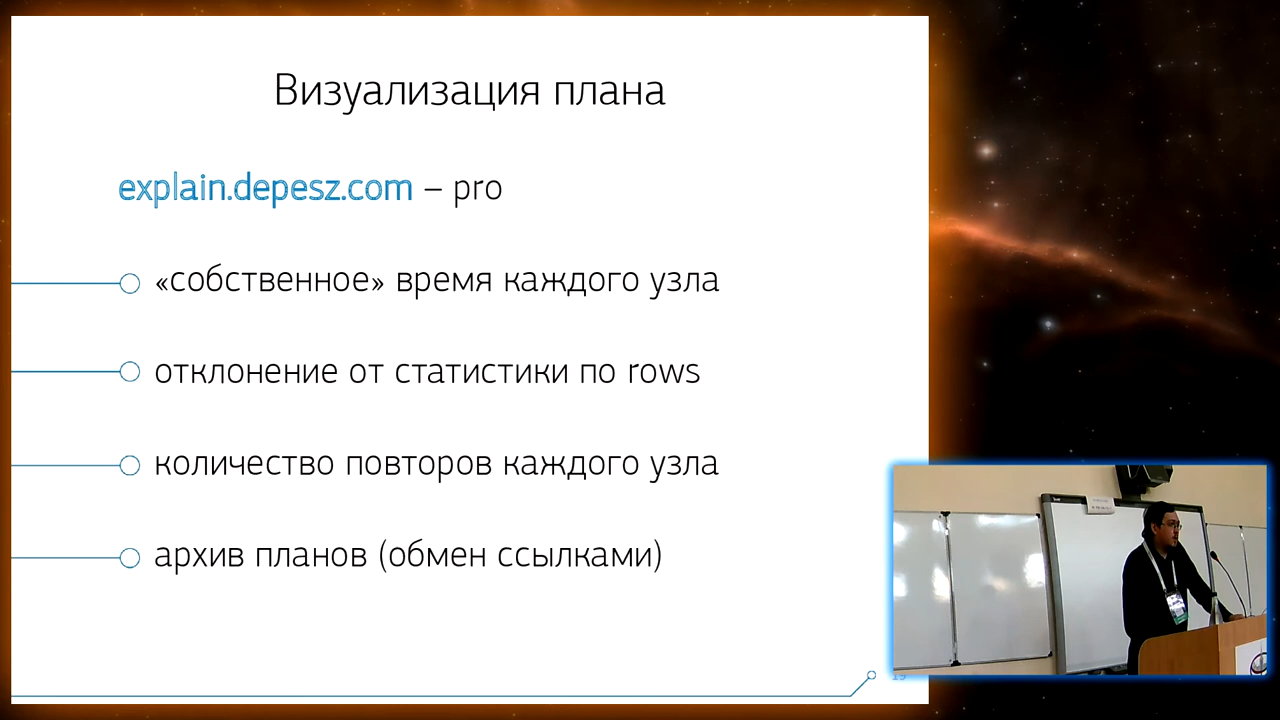 Визуализация плана
explain.depesz.com – pro
«собственное» время каждого узла
отклонение от статистики по rows
количество повторов каждого узла
архив планов (обмен ссылками)